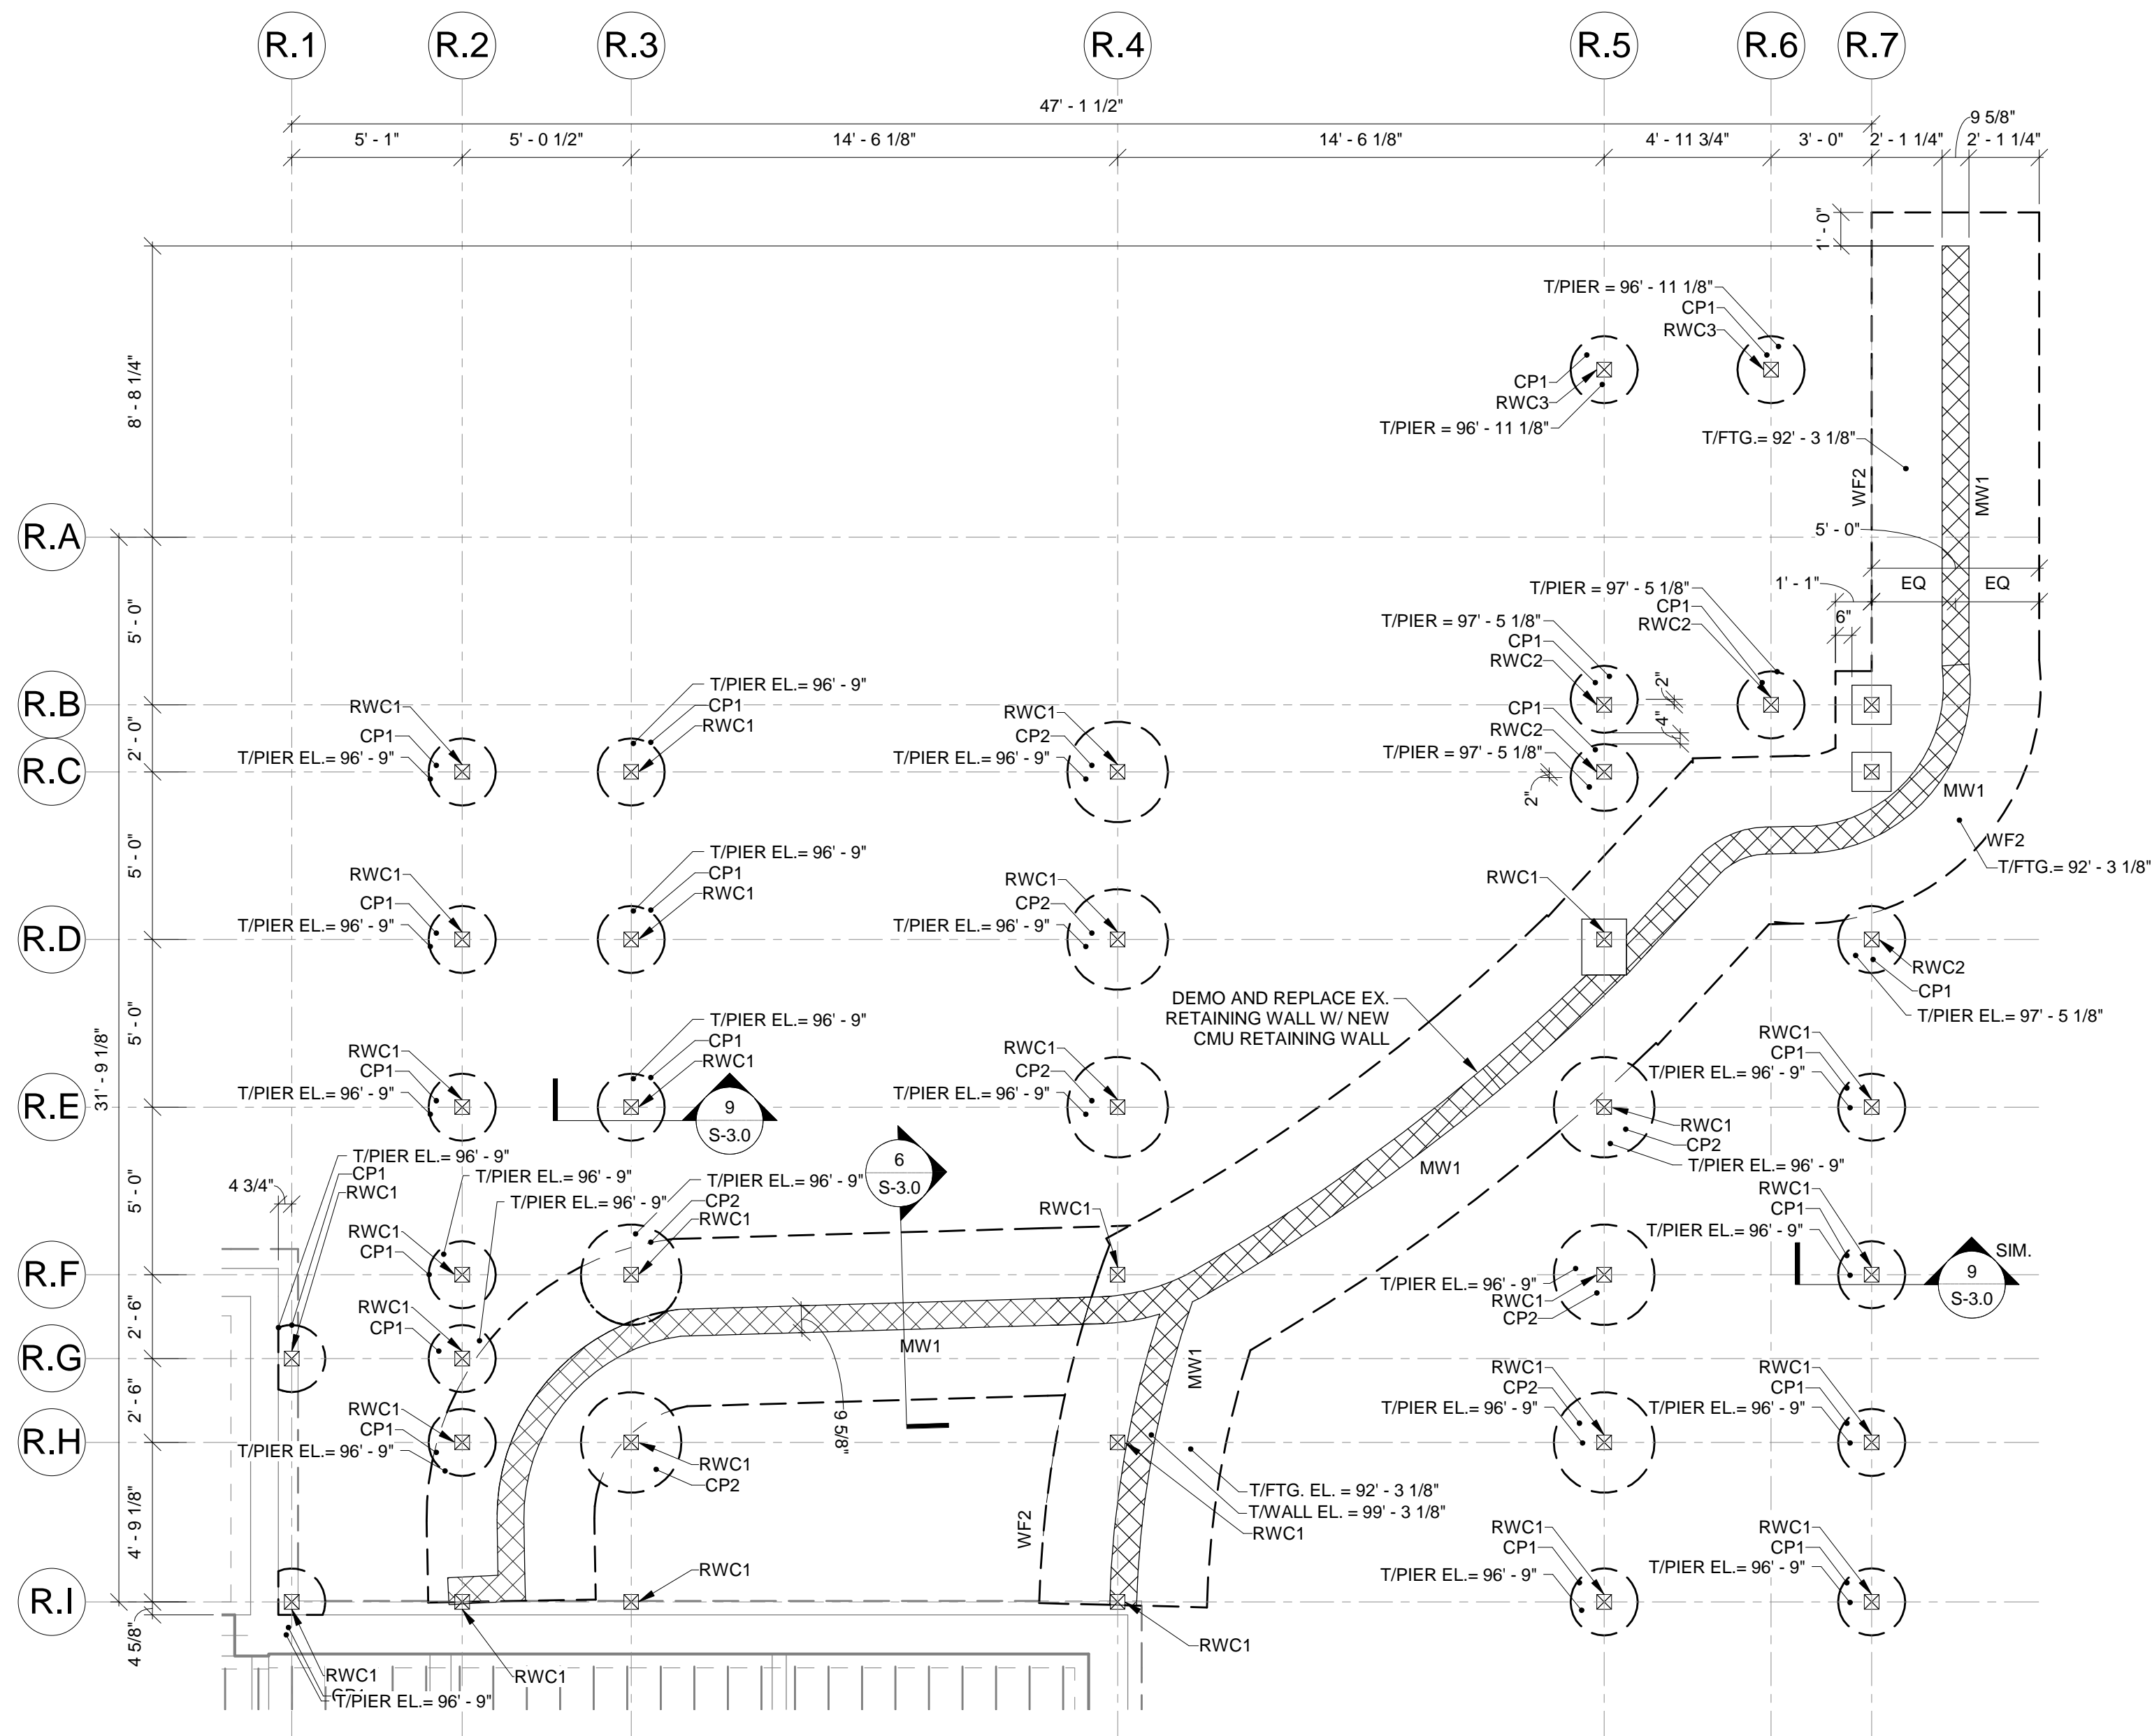 R.1
R.2
R.3
R.4
R.5
R.6
R.7
47' - 1 1/2"
9 5/8"
5' - 1"
5' - 0 1/2"
14' - 6 1/8"
14' - 6 1/8"
4' - 11 3/4"
3' - 0"
2' - 1 1/4"
2' - 1 1/4"
1' - 0"
8' - 8 1/4"
T/PIER = 96' - 11 1/8"
CP1
RWC3
CP1
RWC3
T/PIER = 96' - 11 1/8"
T/FTG.= 92' - 3 1/8"
WF2
MW1
R.A
5' - 0"
EQ
EQ
1' - 1"
6"
5' - 0"
T/PIER = 97' - 5 1/8"
CP1
RWC2
T/PIER = 97' - 5 1/8"
CP1
RWC2
2"
4"
R.B
RWC1
CP1
T/PIER EL.= 96' - 9"
T/PIER EL.= 96' - 9"
CP1
RWC1
RWC1
CP2
T/PIER EL.= 96' - 9"
CP1
RWC2
T/PIER = 97' - 5 1/8"
2"
2' - 0"
R.C
MW1
WF2
T/FTG.= 92' - 3 1/8"
5' - 0"
RWC1
CP1
T/PIER EL.= 96' - 9"
T/PIER EL.= 96' - 9"
CP1
RWC1
RWC1
CP2
T/PIER EL.= 96' - 9"
RWC1
R.D
RWC2
CP1
T/PIER EL.= 97' - 5 1/8"
DEMO AND REPLACE EX.
RETAINING WALL W/ NEW
CMU RETAINING WALL
5' - 0"
31' - 9 1/8"
RWC1
CP1
T/PIER EL.= 96' - 9"
T/PIER EL.= 96' - 9"
CP1
RWC1
RWC1
CP2
T/PIER EL.= 96' - 9"
RWC1
CP1
T/PIER EL.= 96' - 9"
R.E
9
S-3.0
6
S-3.0
RWC1
CP2
T/PIER EL.= 96' - 9"
MW1
5' - 0"
4 3/4"
T/PIER EL.= 96' - 9"
CP1
RWC1
T/PIER EL.= 96' - 9"
T/PIER EL.= 96' - 9"
RWC1
CP1
T/PIER EL.= 96' - 9"
CP2
RWC1
RWC1
RWC1
CP1
T/PIER EL.= 96' - 9"
SIM.
9
S-3.0
R.F
T/PIER EL.= 96' - 9"
RWC1
CP2
2' - 6"
RWC1
CP1
MW1
MW1
R.G
2' - 6"
9 5/8"
RWC1
CP1
T/PIER EL.= 96' - 9"
RWC1
CP2
T/PIER EL.= 96' - 9"
RWC1
CP1
T/PIER EL.= 96' - 9"
R.H
RWC1
CP2
T/FTG. EL. = 92' - 3 1/8"
T/WALL EL. = 99' - 3 1/8"
RWC1
WF2
4' - 9 1/8"
RWC1
RWC1
CP1
T/PIER EL.= 96' - 9"
RWC1
CP1
T/PIER EL.= 96' - 9"
R.I
4 5/8"
RWC1
T/PIER EL.= 96' - 9"
RWC1
RWC1